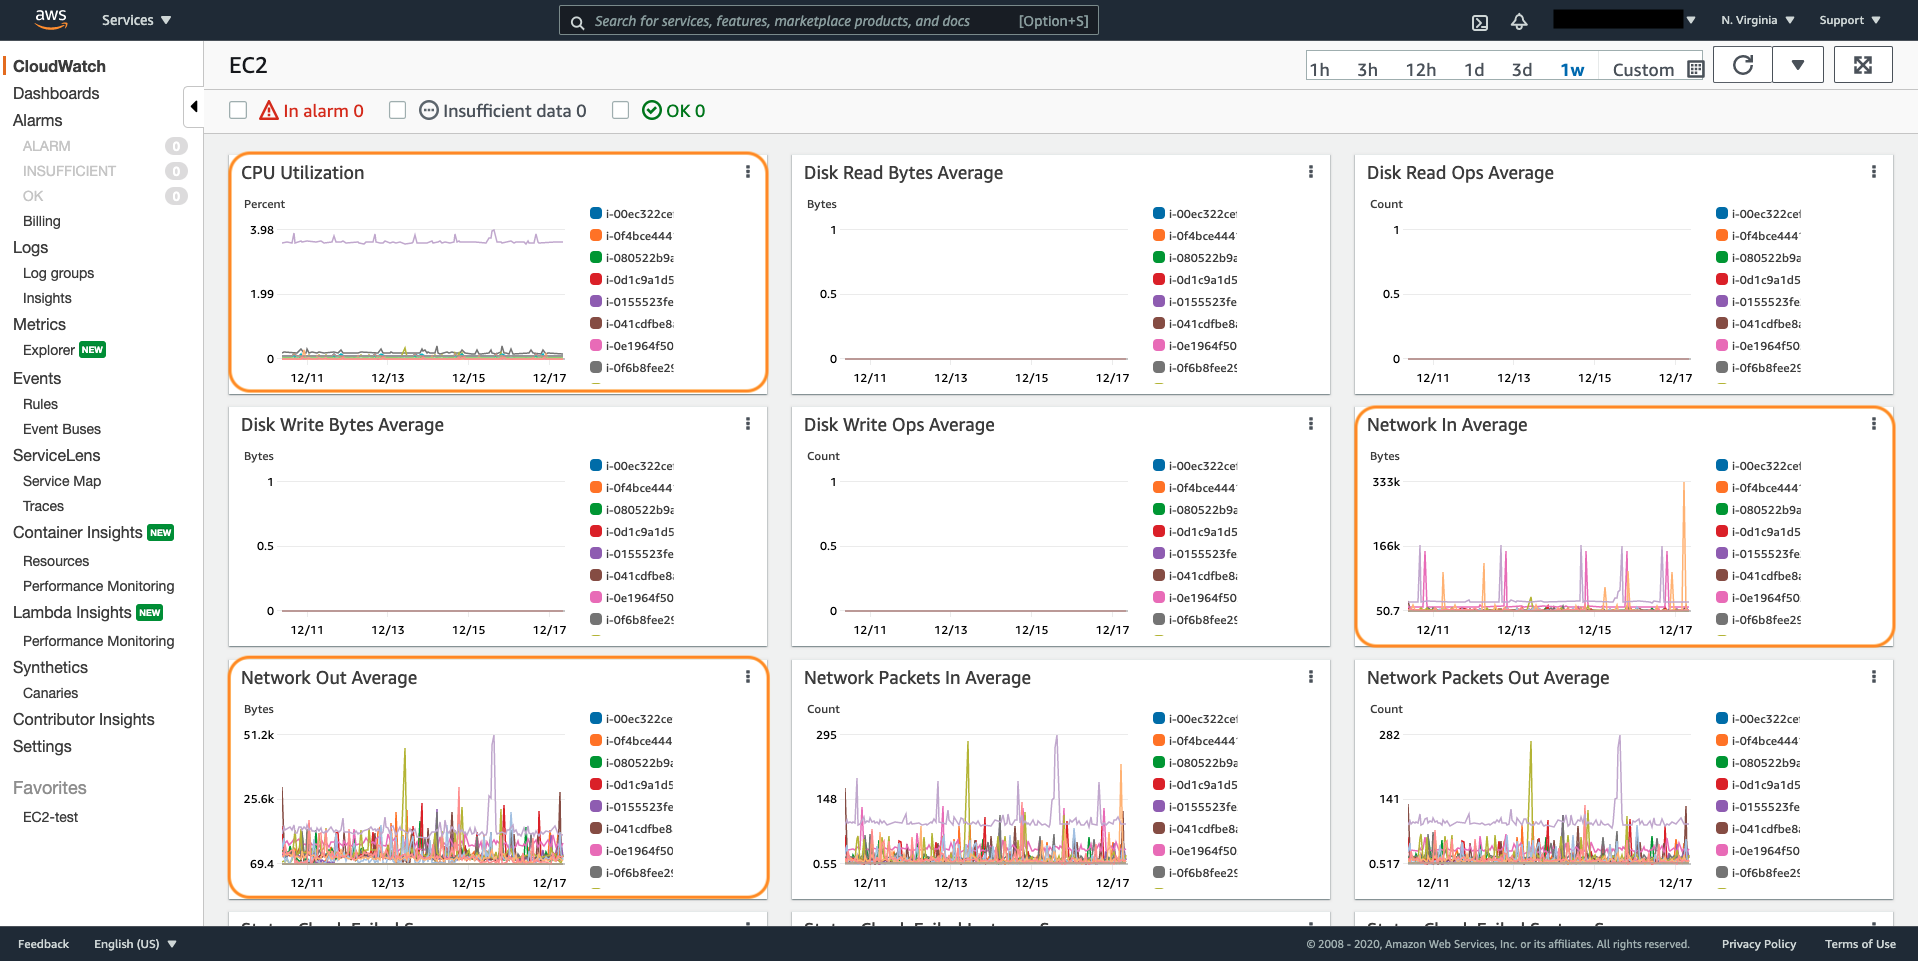 aws
Services
Search for services, features, marketplace products, and docs
[Option+S]
N. Virginia
Support
CloudWatch
Dashboards
Alarms
ALARM 0
INSUFFICIENT 0
OK 0
Billing
Logs
Log groups
Insights
Metrics
Explorer NEW
Events
Rules
Event Buses
ServiceLens
Service Map
Traces
Container Insights NEW
Resources
Performance Monitoring
Lambda Insights NEW
Performance Monitoring
Synthetics
Canaries
Contributor Insights
Settings
Favorites
EC2-test
EC2
1h 3h 12h 1d 3d 1w Custom
In alarm 0
Insufficient data 0
OK 0
CPU Utilization
Percent
3.98
1.99
0
12/11 12/13 12/15 12/17
i-00ec322ce
i-0f4bce444
i-080522b9a
i-0d1c9a1d5
i-0155523fe
i-041cdfbe8
i-0e1964f50
i-0f6b8fee2
Disk Read Bytes Average
Bytes
1
0.5
0
12/11 12/13 12/15 12/17
i-00ec322ce
i-0f4bce444
i-080522b9a
i-0d1c9a1d5
i-0155523fe
i-041cdfbe8
i-0e1964f50
i-0f6b8fee2
Disk Read Ops Average
Count
1
0.5
0
12/11 12/13 12/15 12/17
i-00ec322ce
i-0f4bce444
i-080522b9a
i-0d1c9a1d5
i-0155523fe
i-041cdfbe8
i-0e1964f50
i-0f6b8fee2
Disk Write Bytes Average
Bytes
1
0.5
0
12/11 12/13 12/15 12/17
i-00ec322ce
i-0f4bce444
i-080522b9a
i-0d1c9a1d5
i-0155523fe
i-041cdfbe8
i-0e1964f50
i-0f6b8fee2
Disk Write Ops Average
Count
1
0.5
0
12/11 12/13 12/15 12/17
i-00ec322ce
i-0f4bce444
i-080522b9a
i-0d1c9a1d5
i-0155523fe
i-041cdfbe8
i-0e1964f50
i-0f6b8fee2
Network In Average
Bytes
333k
166k
50.7
12/11 12/13 12/15 12/17
i-00ec322ce
i-0f4bce444
i-080522b9a
i-0d1c9a1d5
i-0155523fe
i-041cdfbe8
i-0e1964f50
i-0f6b8fee2
Network Out Average
Bytes
51.2k
25.6k
69.4
12/11 12/13 12/15 12/17
i-00ec322ce
i-0f4bce444
i-080522b9a
i-0d1c9a1d5
i-0155523fe
i-041cdfbe8
i-0e1964f50
i-0f6b8fee2
Network Packets In Average
Count
295
148
0.55
12/11 12/13 12/15 12/17
i-00ec322ce
i-0f4bce444
i-080522b9a
i-0d1c9a1d5
i-0155523fe
i-041cdfbe8
i-0e1964f50
i-0f6b8fee2
Network Packets Out Average
Count
282
141
0.517
12/11 12/13 12/15 12/17
i-00ec322ce
i-0f4bce444
i-080522b9a
i-0d1c9a1d5
i-0155523fe
i-041cdfbe8
i-0e1964f50
i-0f6b8fee2
Feedback
English (US)
© 2008 - 2020, Amazon Web Services, Inc. or its affiliates. All rights reserved.
Privacy Policy
Terms of Use